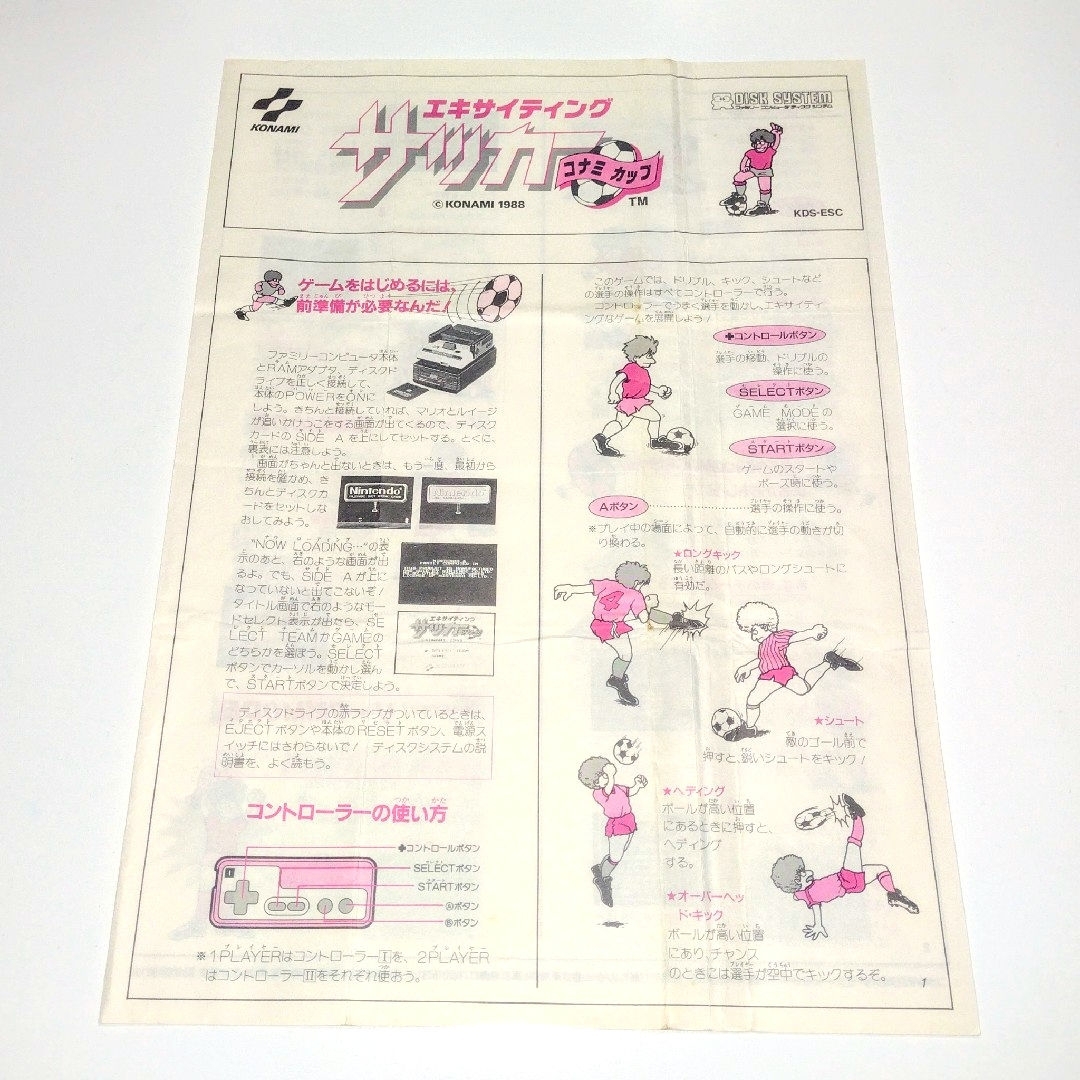 KONAMI
エキサイティング
サッカー
コナミ カップ
TM
© KONAMI 1988
DISK SYSTEM
ファミリー コンピュータ ディスク システム
KDS-ESC
ゲームをはじめるには、
前準備が必要なんだ！
ファミリーコンピュータ本体
とRAMアダプタ、ディスクド
ライブを正しく接続して、
本体のPOWERをONに
しよう。きちんと接続していれば、マリオとルイージ
が追いかけっこをする画面が出てくるので、ディスク
カードのSIDE Aを上にしてセットする。とくに、
裏表には注意しよう。
画面がちゃんと出ないときは、もう一度、最初から
接続を確かめ、き
ちんとディスクカ
ードをセットしな
おしてみよう。
Nintendo
Nintendo
"NOW LOADING…"の表
示のあと、右のような画面が出
るよ。でも、SIDE Aが上に
なっていないと出てこないぞ！
タイトル画面で右のようなモー
ドセレクト表示が出たら、SE
LECT TEAMかGAMEの
どちらかを選ぼう。SELECT
ボタンでカーソルを動かし選ん
で、STARTボタンで決定しよう。
エキサイティング
サッカー
ディスクドライブの赤ランプがついているときは、
EJECTボタンや本体のRESETボタン、電源ス
イッチにはさわらないで！ ディスクシステムの説
明書を、よく読もう。
コントローラーの使い方
✚コントロールボタン
SELECTボタン
STARTボタン
Ⓐボタン
Ⓑボタン
I
※1PLAYERはコントローラーIを、2PLAYER
はコントローラーIIをそれぞれ使おう。
このゲームでは、ドリブル、キック、シュートなど
の選手の操作はすべてコントローラーで行う。
コントローラーでうまく選手を動かし、エキサイティ
ングなゲームを展開しよう！
✚コントロールボタン
選手の移動、ドリブルの
操作に使う。
SELECTボタン
GAME MODEの
選択に使う。
STARTボタン
ゲームのスタートや
ポーズ時に使う。
Aボタン…………選手の操作に使う。
※プレイ中の場面によって、自動的に選手の動きが切
り換わる。
★ロングキック
長い距離のパスやロングシュートに
有効だ。
4
★シュート
敵のゴール前で
押すと、鋭いシュートをキック！
★ヘディング
ボールが高い位置
にあるときに押すと、
ヘディング
する。
★オーバーヘッ
ド・キック
ボールが高い位置
にあり、チャンス
のときには選手が空中でキックするぞ。
1